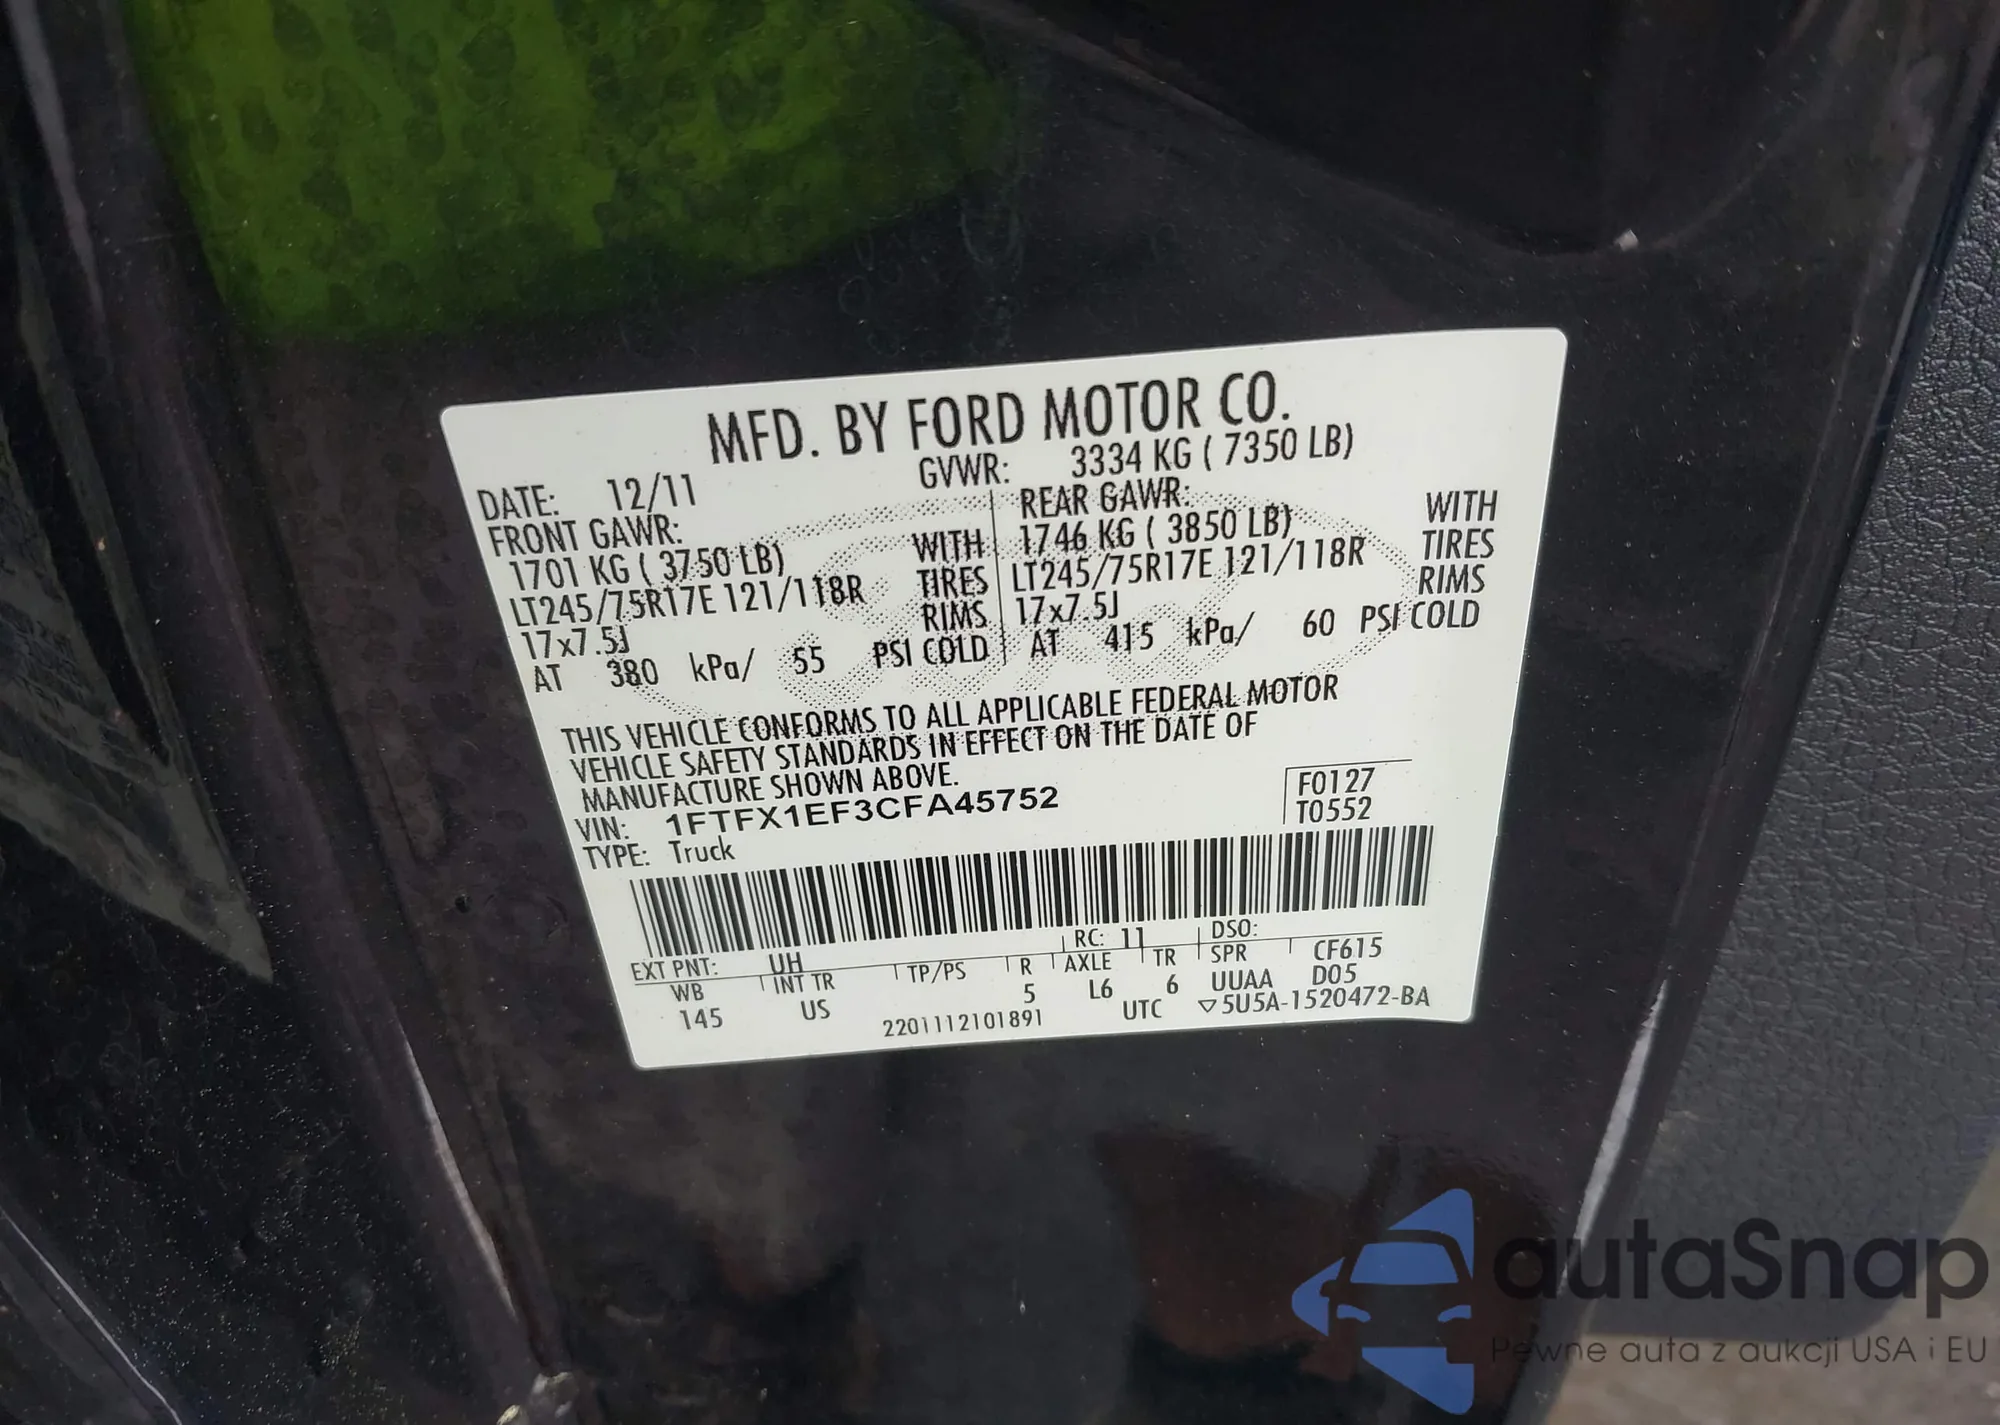 MFD. BY FORD MOTOR CO.
DATE: 12/11 GVWR: 3334 KG ( 7350 LB)
FRONT GAWR: REAR GAWR:
1701 KG ( 3750 LB) WITH 1746 KG ( 3850 LB) WITH
LT245/75R17E 121/118R TIRES LT245/75R17E 121/118R TIRES
17x7.5J RIMS 17x7.5J RIMS
AT 380 kPa/ 55 PSI COLD AT 415 kPa/ 60 PSI COLD
THIS VEHICLE CONFORMS TO ALL APPLICABLE FEDERAL MOTOR
VEHICLE SAFETY STANDARDS IN EFFECT ON THE DATE OF
MANUFACTURE SHOWN ABOVE.
VIN: 1FTFX1EF3CFA45752 F0127
TYPE: Truck T0552
EXT PNT: UH RC: 11 DSO:
WB INT TR TP/PS R AXLE TR SPR CF615
145 US 5 L6 6 UUAA D05
2201112101891 UTC ▽5U5A-1520472-BA
autaSnap
Pewne auta z aukcji USA i EU